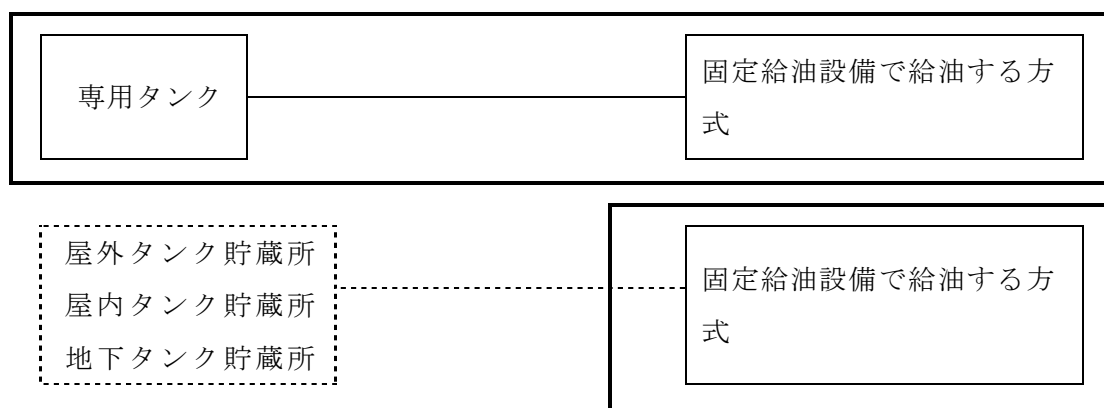 専用タンク
固定給油設備で給油する方
式
屋外タンク貯蔵所
屋内タンク貯蔵所
地下タンク貯蔵所
固定給油設備で給油する方
式